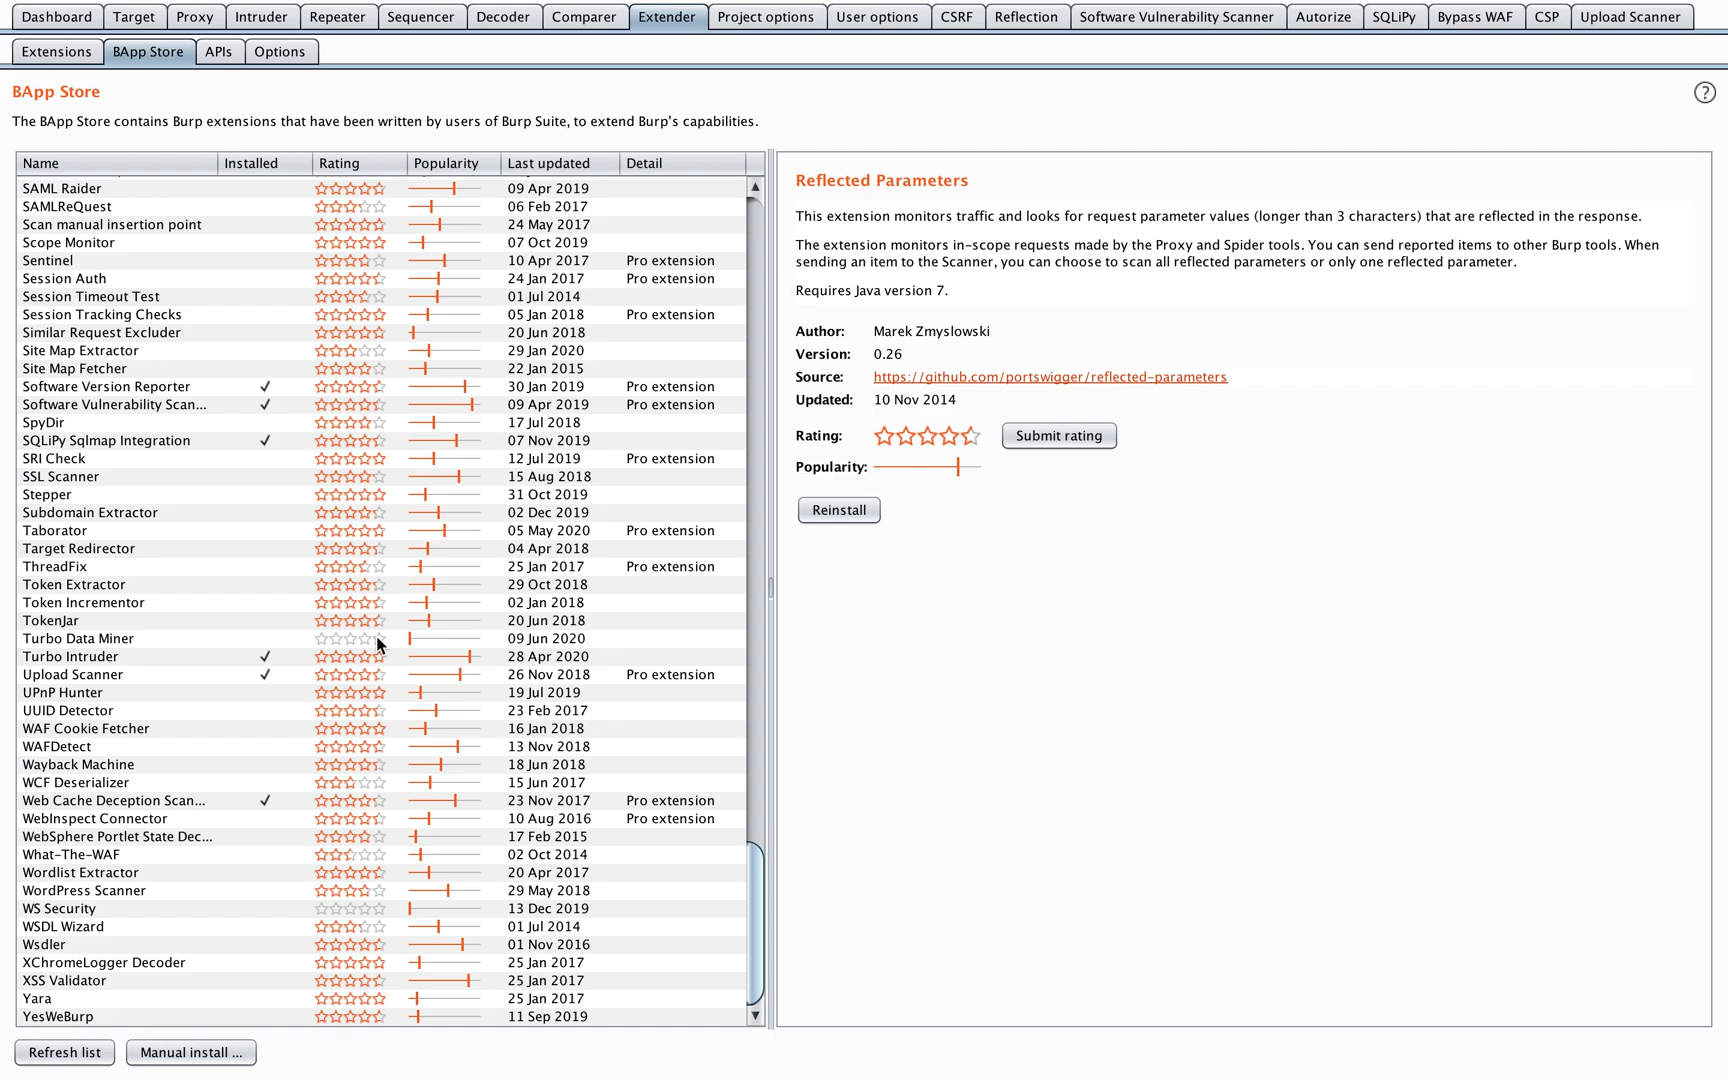 Dashboard Target Proxy Intruder Repeater Sequencer Decoder Comparer Extender Project options User options CSRF Reflection Software Vulnerability Scanner Autorize SQLiPy Bypass WAF CSP Upload Scanner
Extensions BApp Store APIs Options
BApp Store
?
The BApp Store contains Burp extensions that have been written by users of Burp Suite, to extend Burp's capabilities.
Name Installed Rating Popularity Last updated Detail
SAML Raider 09 Apr 2019
SAMLReQuest 06 Feb 2017
Scan manual insertion point 24 May 2017
Scope Monitor 07 Oct 2019
Sentinel 10 Apr 2017 Pro extension
Session Auth 24 Jan 2017 Pro extension
Session Timeout Test 01 Jul 2014
Session Tracking Checks 05 Jan 2018 Pro extension
Similar Request Excluder 20 Jun 2018
Site Map Extractor 29 Jan 2020
Site Map Fetcher 22 Jan 2015
Software Version Reporter ✓ 30 Jan 2019 Pro extension
Software Vulnerability Scan... ✓ 09 Apr 2019 Pro extension
SpyDir 17 Jul 2018
SQLiPy Sqlmap Integration ✓ 07 Nov 2019
SRI Check 12 Jul 2019 Pro extension
SSL Scanner 15 Aug 2018
Stepper 31 Oct 2019
Subdomain Extractor 02 Dec 2019
Taborator 05 May 2020 Pro extension
Target Redirector 04 Apr 2018
ThreadFix 25 Jan 2017 Pro extension
Token Extractor 29 Oct 2018
Token Incrementor 02 Jan 2018
TokenJar 20 Jun 2018
Turbo Data Miner 09 Jun 2020
Turbo Intruder ✓ 28 Apr 2020
Upload Scanner ✓ 26 Nov 2018 Pro extension
UPnP Hunter 19 Jul 2019
UUID Detector 23 Feb 2017
WAF Cookie Fetcher 16 Jan 2018
WAFDetect 13 Nov 2018
Wayback Machine 18 Jun 2018
WCF Deserializer 15 Jun 2017
Web Cache Deception Scan... ✓ 23 Nov 2017 Pro extension
WebInspect Connector 10 Aug 2016 Pro extension
WebSphere Portlet State Dec... 17 Feb 2015
What-The-WAF 02 Oct 2014
Wordlist Extractor 20 Apr 2017
WordPress Scanner 29 May 2018
WS Security 13 Dec 2019
WSDL Wizard 01 Jul 2014
Wsdler 01 Nov 2016
XChromeLogger Decoder 25 Jan 2017
XSS Validator 25 Jan 2017
Yara 25 Jan 2017
YesWeBurp 11 Sep 2019
Refresh list Manual install ...
Reflected Parameters
This extension monitors traffic and looks for request parameter values (longer than 3 characters) that are reflected in the response.
The extension monitors in-scope requests made by the Proxy and Spider tools. You can send reported items to other Burp tools. When
sending an item to the Scanner, you can choose to scan all reflected parameters or only one reflected parameter.
Requires Java version 7.
Author: Marek Zmyslowski
Version: 0.26
Source: https://github.com/portswigger/reflected-parameters
Updated: 10 Nov 2014
Rating: Submit rating
Popularity:
Reinstall